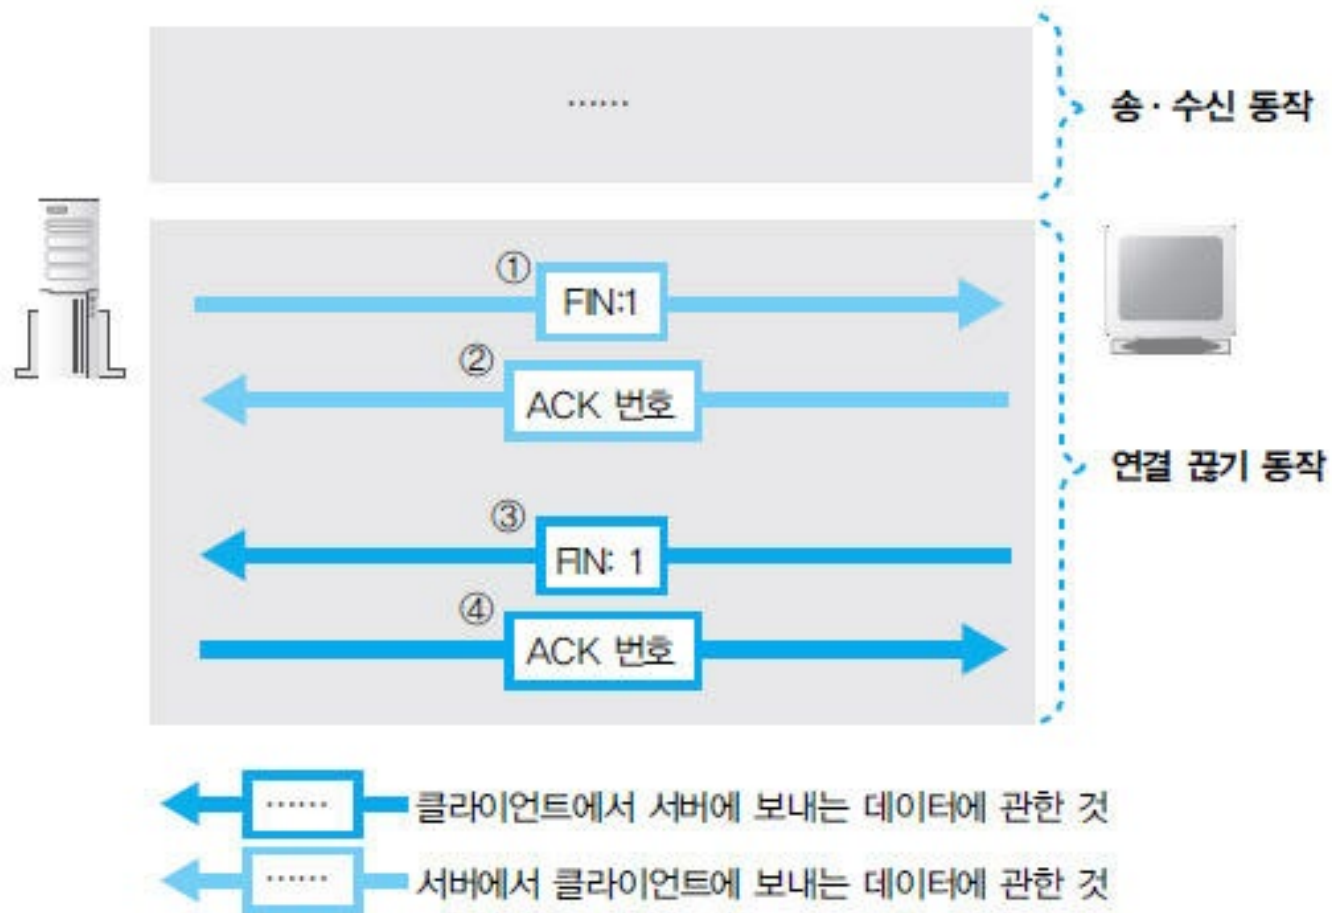 ……
송·수신 동작
①
FIN:1
②
ACK 번호
연결 끊기 동작
③
FIN: 1
④
ACK 번호
…… 클라이언트에서 서버에 보내는 데이터에 관한 것
…… 서버에서 클라이언트에 보내는 데이터에 관한 것